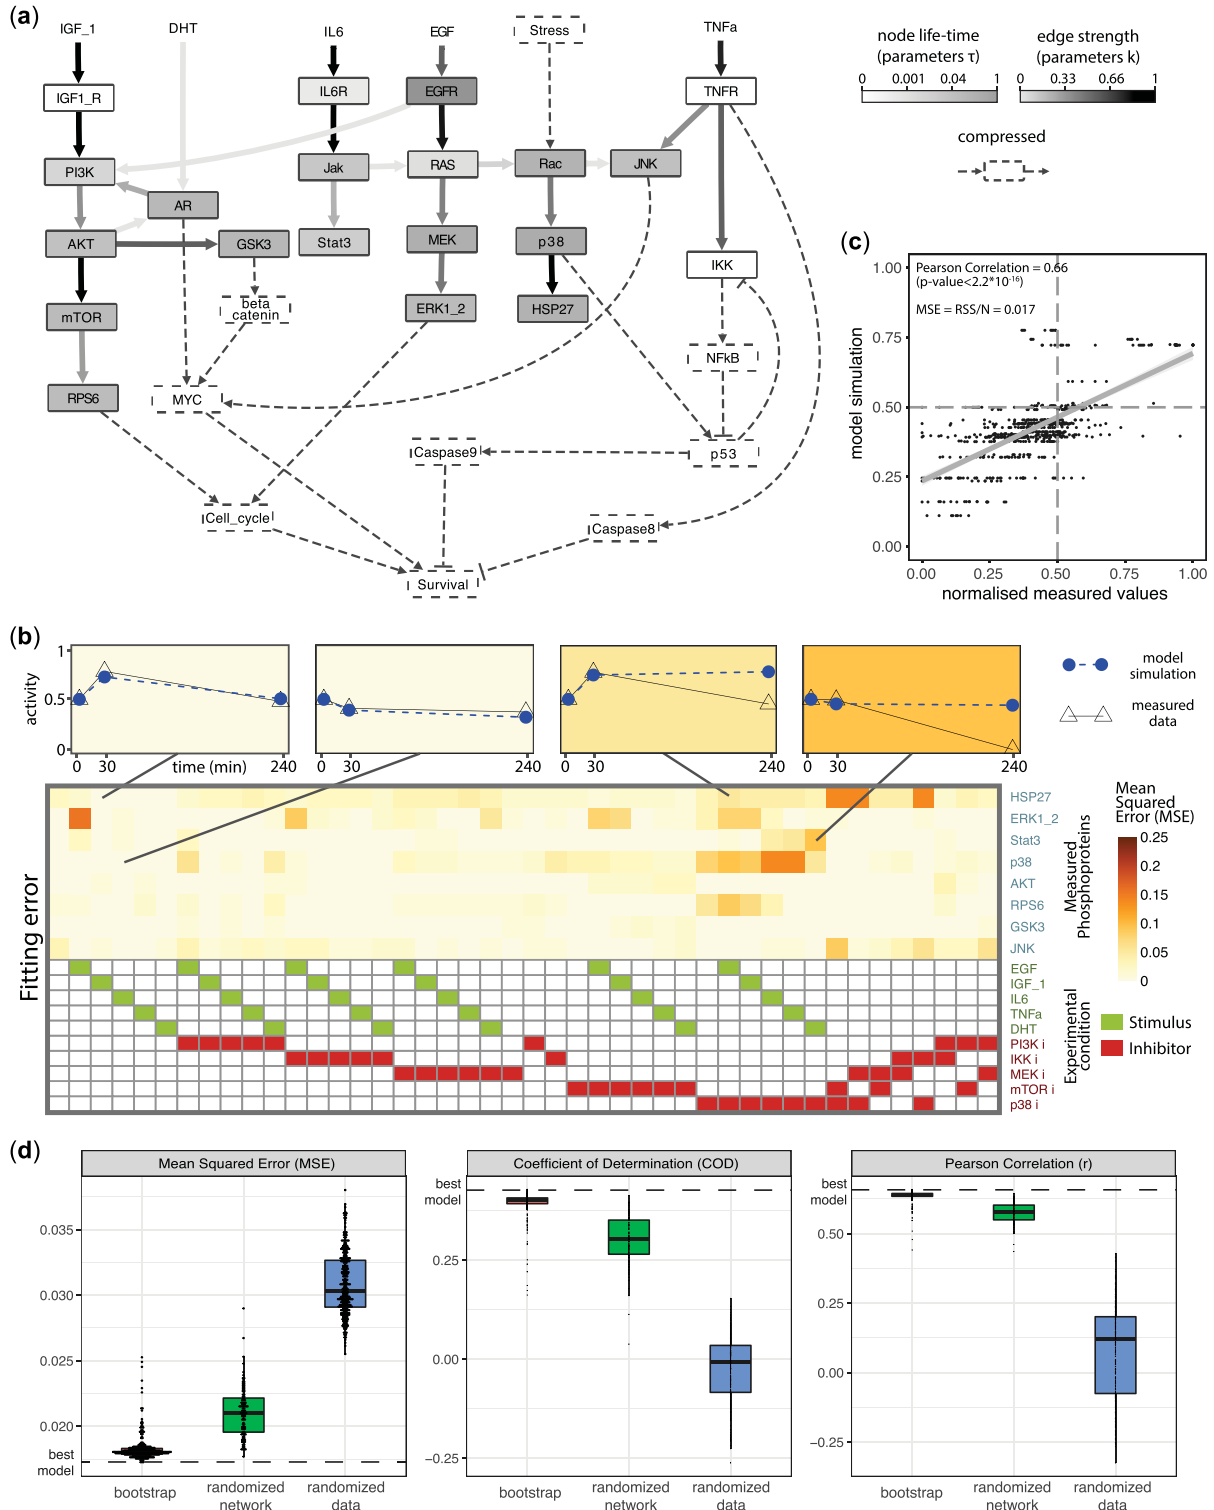 (a)
IGF_1
DHT
IL6
EGF
Stress
TNFa
IGF1_R
IL6R
EGFR
TNFR
PI3K
Jak
RAS
Rac
JNK
AR
AKT
GSK3
Stat3
MEK
p38
IKK
beta
catenin
mTOR
ERK1_2
HSP27
NFkB
RPS6
MYC
Caspase9
p53
Cell_cycle
Caspase8
Survival
node life-time
(parameters τ)
0 0.001 0.04 1
edge strength
(parameters k)
0 0.33 0.66 1
compressed
(c)
Pearson Correlation = 0.66
(p-value<2.2*10-16)
MSE = RSS/N = 0.017
1.00
0.75
0.50
0.25
0.00
model simulation
0.00 0.25 0.50 0.75 1.00
normalised measured values
(b)
activity
1
0.5
0
0 30 time (min) 240
0 30 240
0 30 240
0 30 240
model
simulation
measured
data
Fitting error
HSP27
ERK1_2
Stat3
p38
AKT
RPS6
GSK3
JNK
Measured
Phosphoproteins
EGF
IGF_1
IL6
TNFa
DHT
PI3K i
IKK i
MEK i
mTOR i
p38 i
Experimental
condition
Mean
Squared
Error (MSE)
0.25
0.2
0.15
0.1
0.05
0
Stimulus
Inhibitor
(d)
Mean Squared Error (MSE)
0.035
0.030
0.025
0.020
best
model
bootstrap
randomized
network
randomized
data
Coefficient of Determination (COD)
best
model
0.25
0.00
−0.25
bootstrap
randomized
network
randomized
data
Pearson Correlation (r)
best
model
0.50
0.25
0.00
−0.25
bootstrap
randomized
network
randomized
data